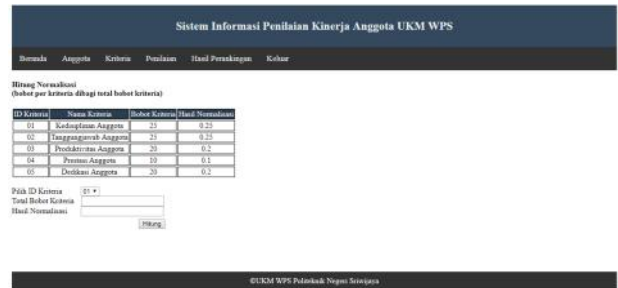 Sistem Informasi Penilaian Kinerja Anggota UKM WPS
Beranda Anggota Kriteria Penilaian Hasil Perankingan Keluar
Hitung Normalisasi
(bobot per kriteria dibagi total bobot kriteria)
ID Kriteria Nama Kriteria Bobot Kriteria Hasil Normalisasi
01 Kedisiplinan Anggota 25 0.25
02 Tanggungjawab Anggota 25 0.25
03 Produktivitas Anggota 20 0.2
04 Prestasi Anggota 10 0.1
05 Dedikasi Anggota 20 0.2
Pilih ID Kriteria 01
Total Bobot Kriteria
Hasil Normalisasi
Hitung
©UKM WPS Politeknik Negeri Sriwijaya